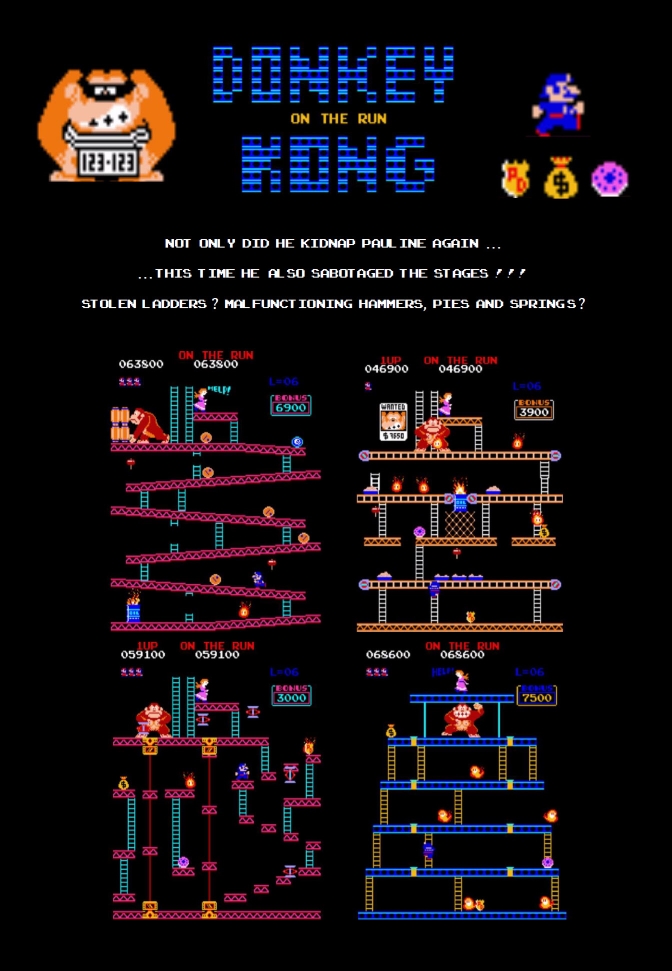 DONKEY
ON THE RUN
KONG
123-123
PD
$
NOT ONLY DID HE KIDNAP PAULINE AGAIN ...
...THIS TIME HE ALSO SABOTAGED THE STAGES !!!
STOLEN LADDERS ? MALFUNCTIONING HAMMERS, PIES AND SPRINGS?
ON THE RUN
063800 063800
L=06
HELP!
BONUS
6900
1UP ON THE RUN
046900 046900
L=06
BONUS
3900
WANTED
1UP ON THE RUN
059100 059100
L=06
BONUS
3000
ON THE RUN
068600 068600
L=06
BONUS
7500